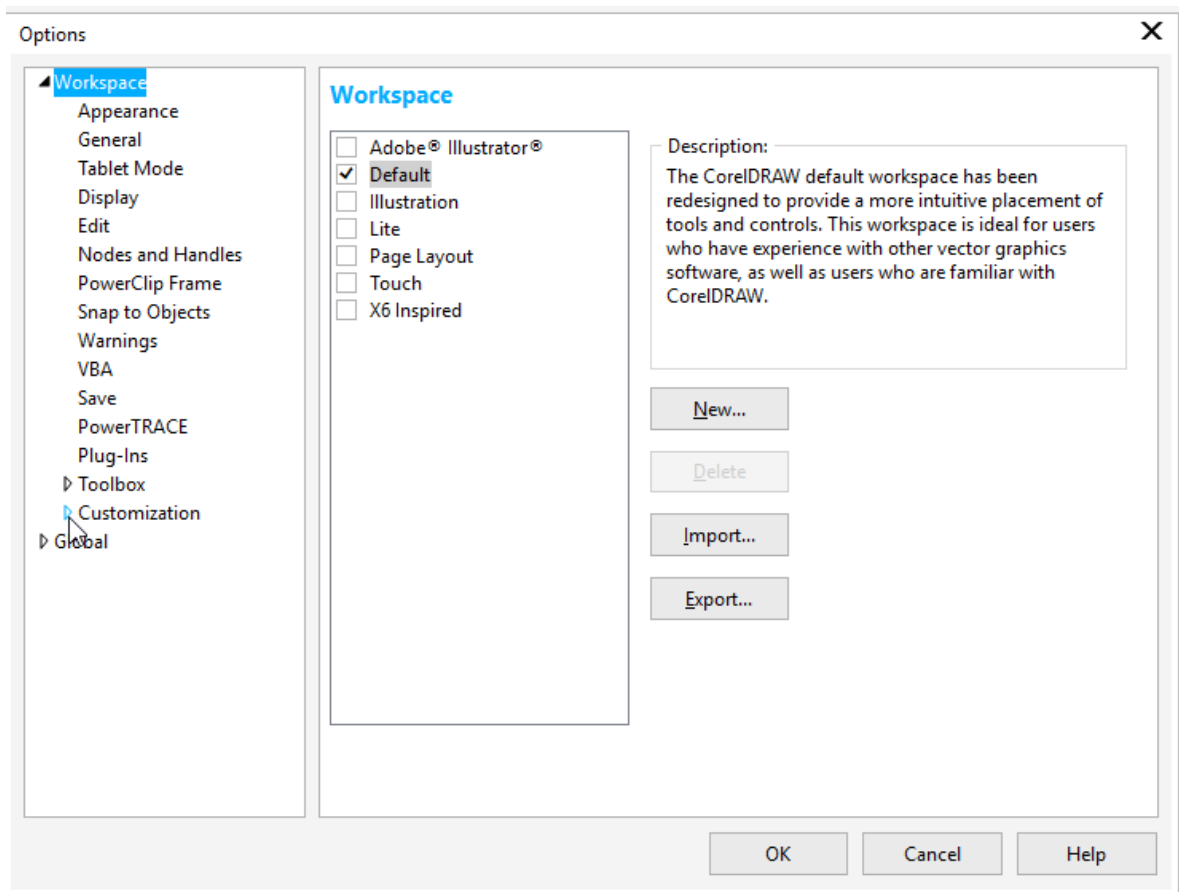 Options
Workspace
Appearance
General
Tablet Mode
Display
Edit
Nodes and Handles
PowerClip Frame
Snap to Objects
Warnings
VBA
Save
PowerTRACE
Plug-Ins
Toolbox
Customization
Global
Workspace
Adobe® Illustrator®
Default
Illustration
Lite
Page Layout
Touch
X6 Inspired
Description:
The CorelDRAW default workspace has been
redesigned to provide a more intuitive placement of
tools and controls. This workspace is ideal for users
who have experience with other vector graphics
software, as well as users who are familiar with
CorelDRAW.
New...
Delete
Import...
Export...
OK
Cancel
Help